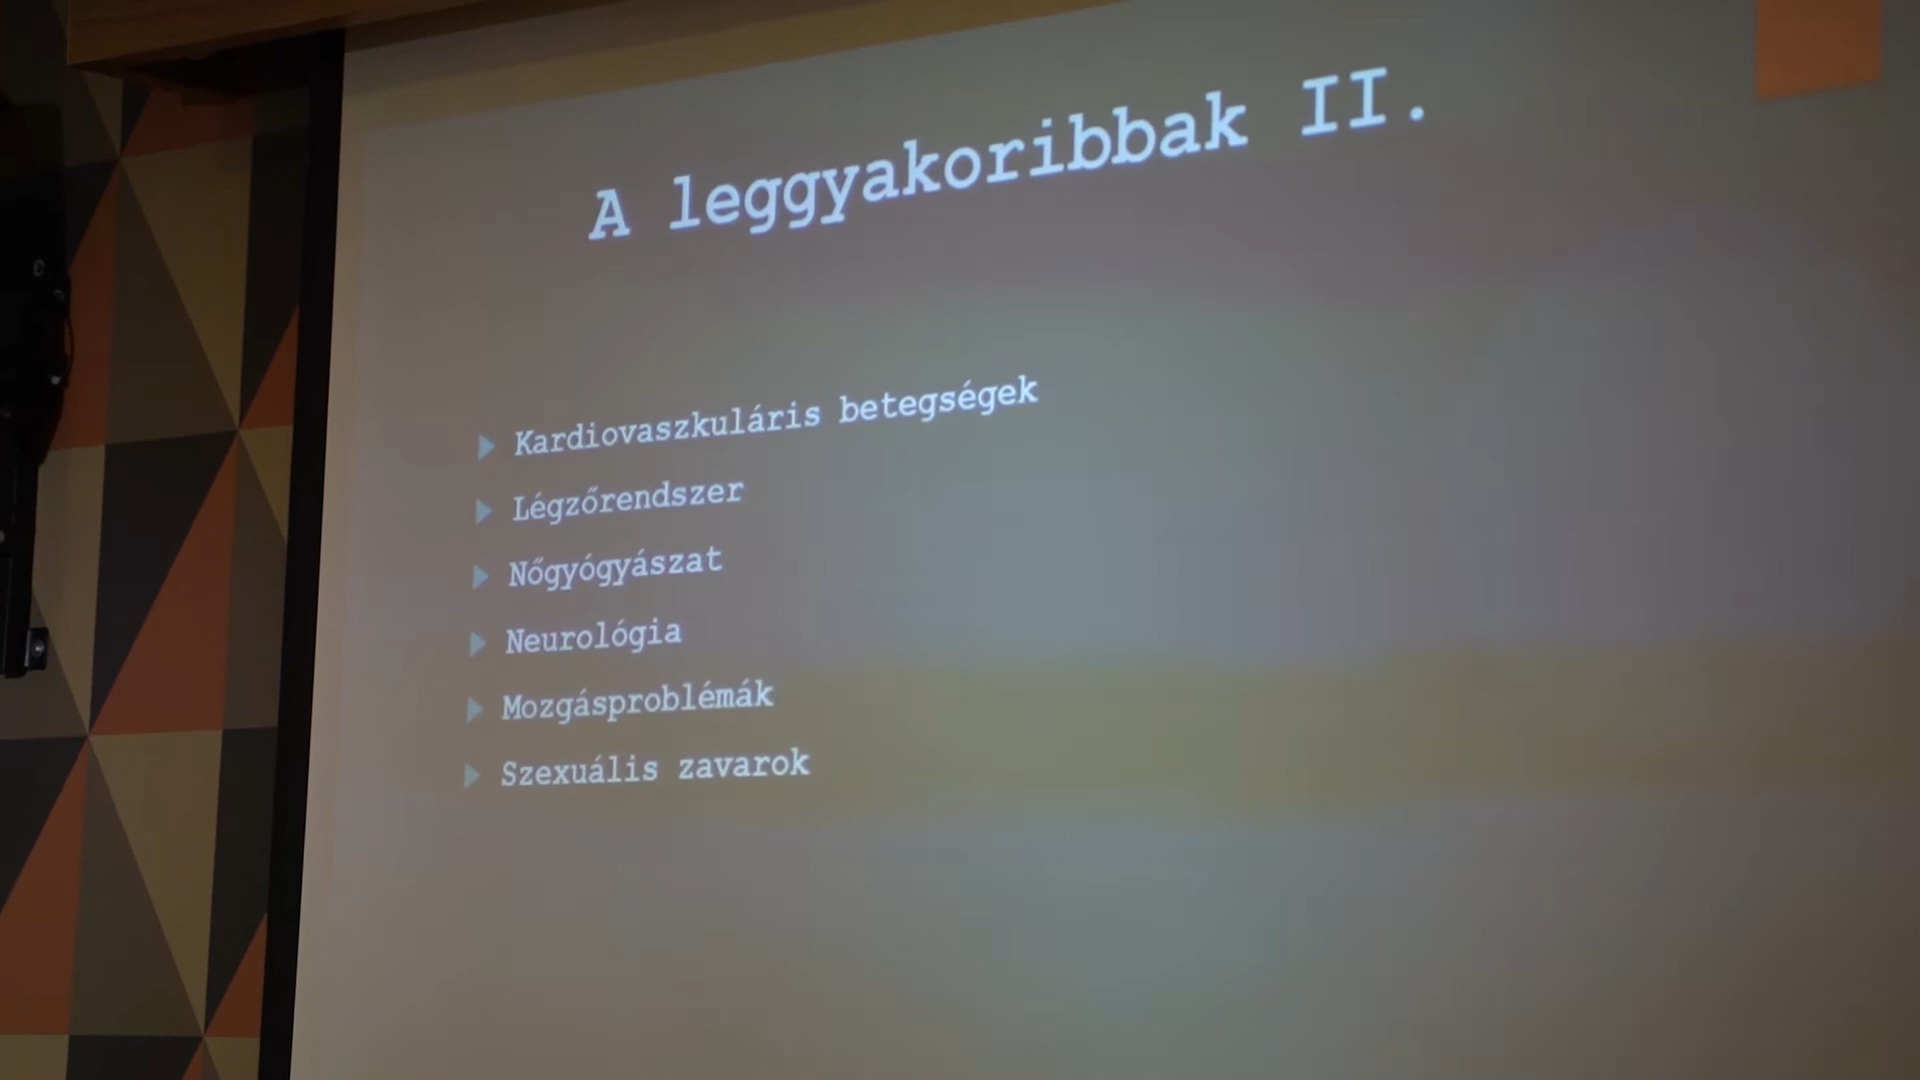 A leggyakoribbak II.
Kardiovaszkuláris betegségek
Légzőrendszer
Nőgyógyászat
Neurológia
Mozgásproblémák
Szexuális zavarok